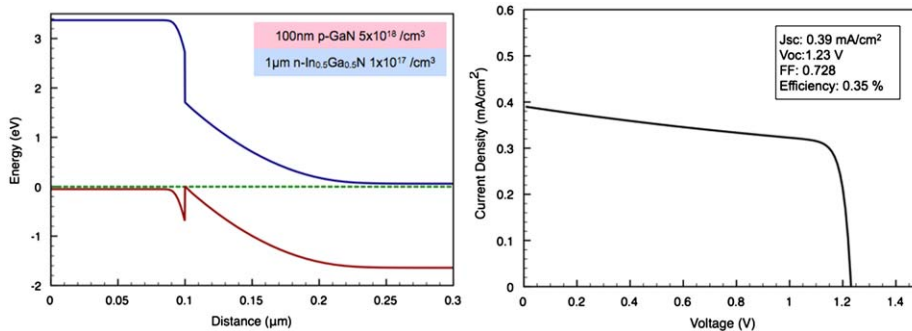 3
2
1
0
-1
-2
Energy (eV)
100nm p-GaN 5x10¹⁸ /cm³
1µm n-In₀.₅Ga₀.₅N 1x10¹⁷ /cm³
0
0.05
0.1
0.15
0.2
0.25
0.3
Distance (µm)
0.6
0.5
0.4
0.3
0.2
0.1
0
Current Density (mA/cm²)
Jsc: 0.39 mA/cm²
Voc:1.23 V
FF: 0.728
Efficiency: 0.35 %
0
0.2
0.4
0.6
0.8
1
1.2
1.4
Voltage (V)